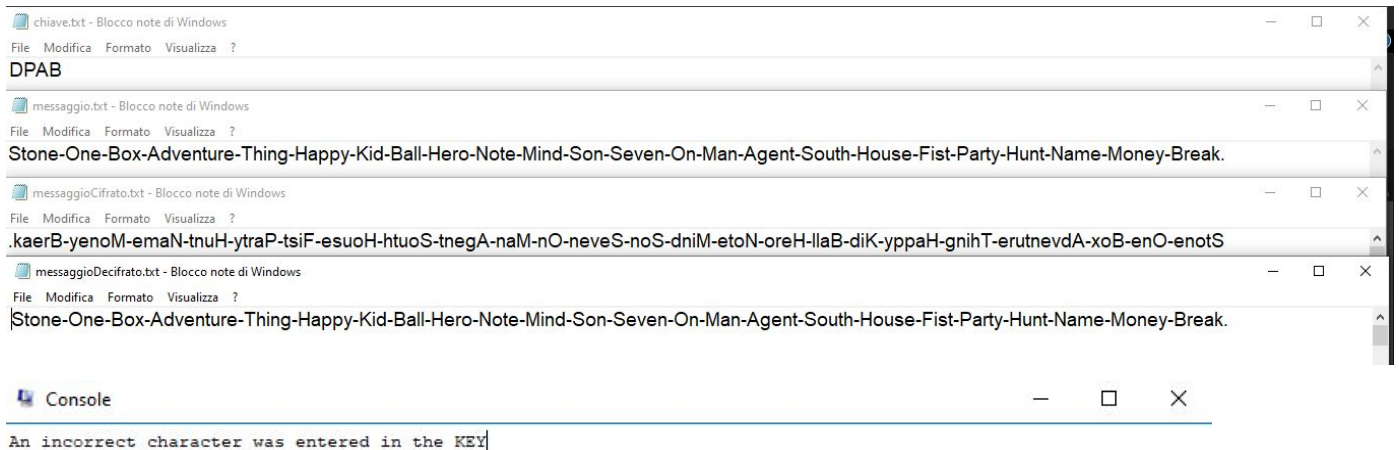 chiave.txt - Blocco note di Windows
File Modifica Formato Visualizza ?
DPAB
messaggio.txt - Blocco note di Windows
File Modifica Formato Visualizza ?
Stone-One-Box-Adventure-Thing-Happy-Kid-Ball-Hero-Note-Mind-Son-Seven-On-Man-Agent-South-House-Fist-Party-Hunt-Name-Money-Break.
messaggioCifrato.txt - Blocco note di Windows
File Modifica Formato Visualizza ?
.kaerB-yenoM-emaN-tnuH-ytraP-tsiF-esuoH-htuoS-tnegA-naM-nO-neveS-noS-dniM-etoN-oreH-llaB-diK-yppaH-gnihT-erutnevdA-xoB-enO-enotS
messaggioDecifrato.txt - Blocco note di Windows
File Modifica Formato Visualizza ?
Stone-One-Box-Adventure-Thing-Happy-Kid-Ball-Hero-Note-Mind-Son-Seven-On-Man-Agent-South-House-Fist-Party-Hunt-Name-Money-Break.
Console
An incorrect character was entered in the KEY